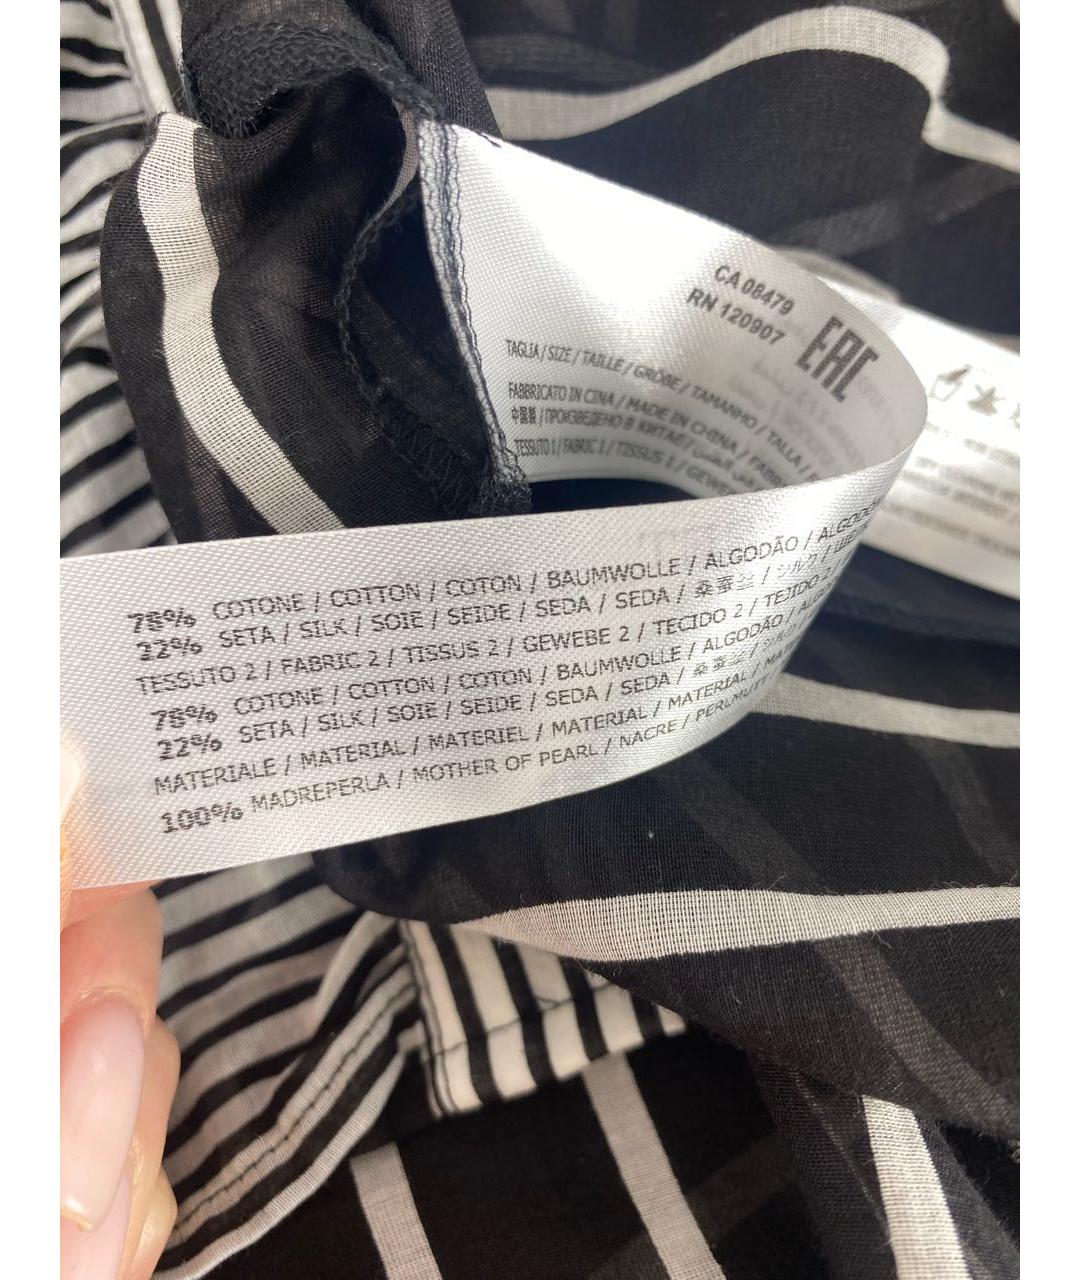 CA 08479
RN 120907
EAC
TAGLIA / SIZE / TAILLE / GRÖßE / TAMANHO / TALLA /
FABBRICATO IN CINA / MADE IN CHINA /
中国 / ПРОИЗВЕДЕНО В КИТАЕ /
TESSUTO 1 / FABRIC 1 / TISSUS 1 /
78% COTONE / COTTON / COTON / BAUMWOLLE / ALGODÃO /
22% SETA / SILK / SOIE / SEIDE / SEDA / SEDA / 桑蚕丝 / シルク /
TESSUTO 2 / FABRIC 2 / TISSUS 2 / GEWEBE 2 / TECIDO 2 / TEJIDO 2
78% COTONE / COTTON / COTON / BAUMWOLLE / ALGODÃO /
22% SETA / SILK / SOIE / SEIDE / SEDA / SEDA / 桑蚕丝 /
MATERIALE / MATERIAL / MATERIEL / MATERIAL / MATERIAL /
100% MADREPERLA / MOTHER OF PEARL / NACRE /